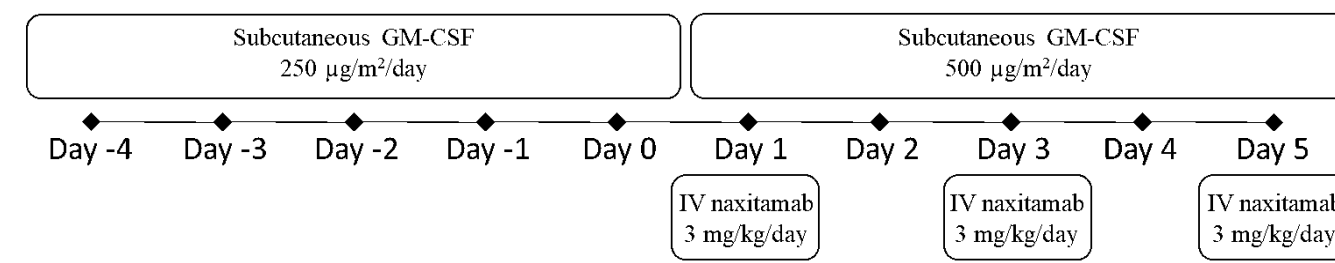 Subcutaneous GM-CSF
250 µg/m²/day
Subcutaneous GM-CSF
500 µg/m²/day
Day -4 Day -3 Day -2 Day -1 Day 0 Day 1 Day 2 Day 3 Day 4 Day 5
IV naxitamab
3 mg/kg/day
IV naxitamab
3 mg/kg/day
IV naxitamab
3 mg/kg/day